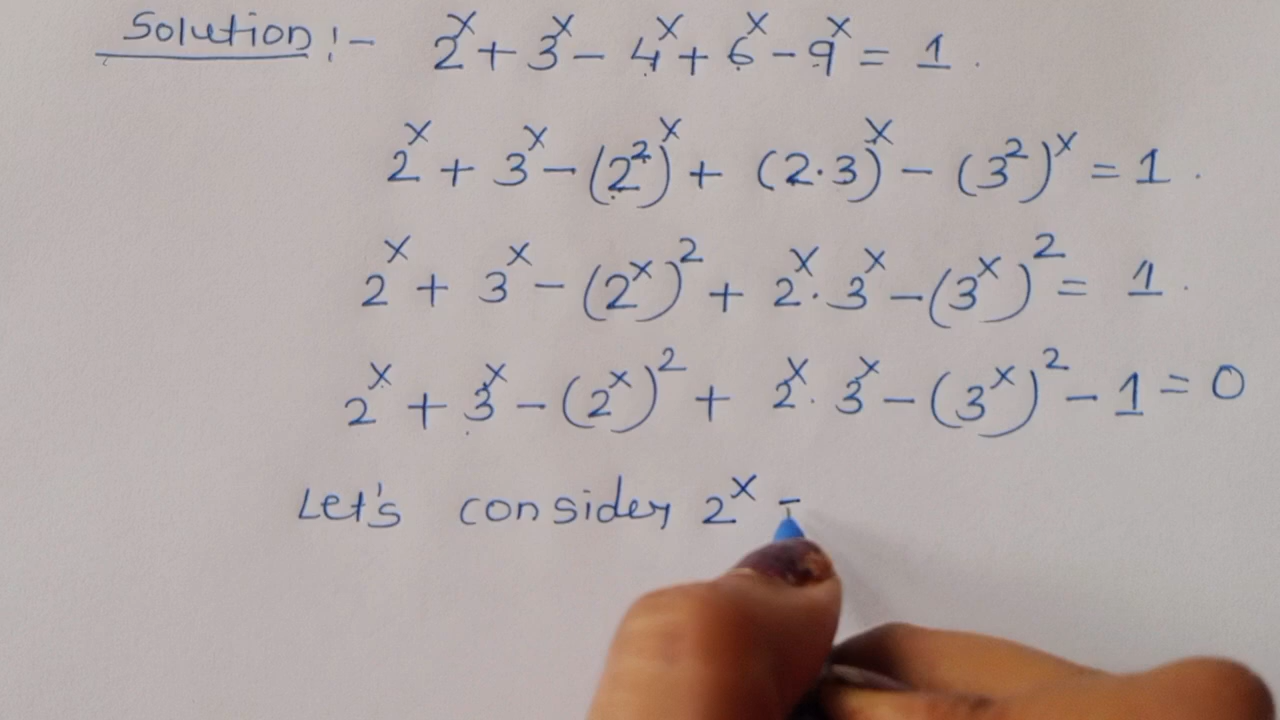 Solution :- 2^x + 3^x - 4^x + 6^x - 9^x = 1.
2^x + 3^x - (2^2)^x + (2·3)^x - (3^2)^x = 1.
2^x + 3^x - (2^x)^2 + 2^x · 3^x - (3^x)^2 = 1.
2^x + 3^x - (2^x)^2 + 2^x · 3^x - (3^x)^2 - 1 = 0
Let's consider 2^x -